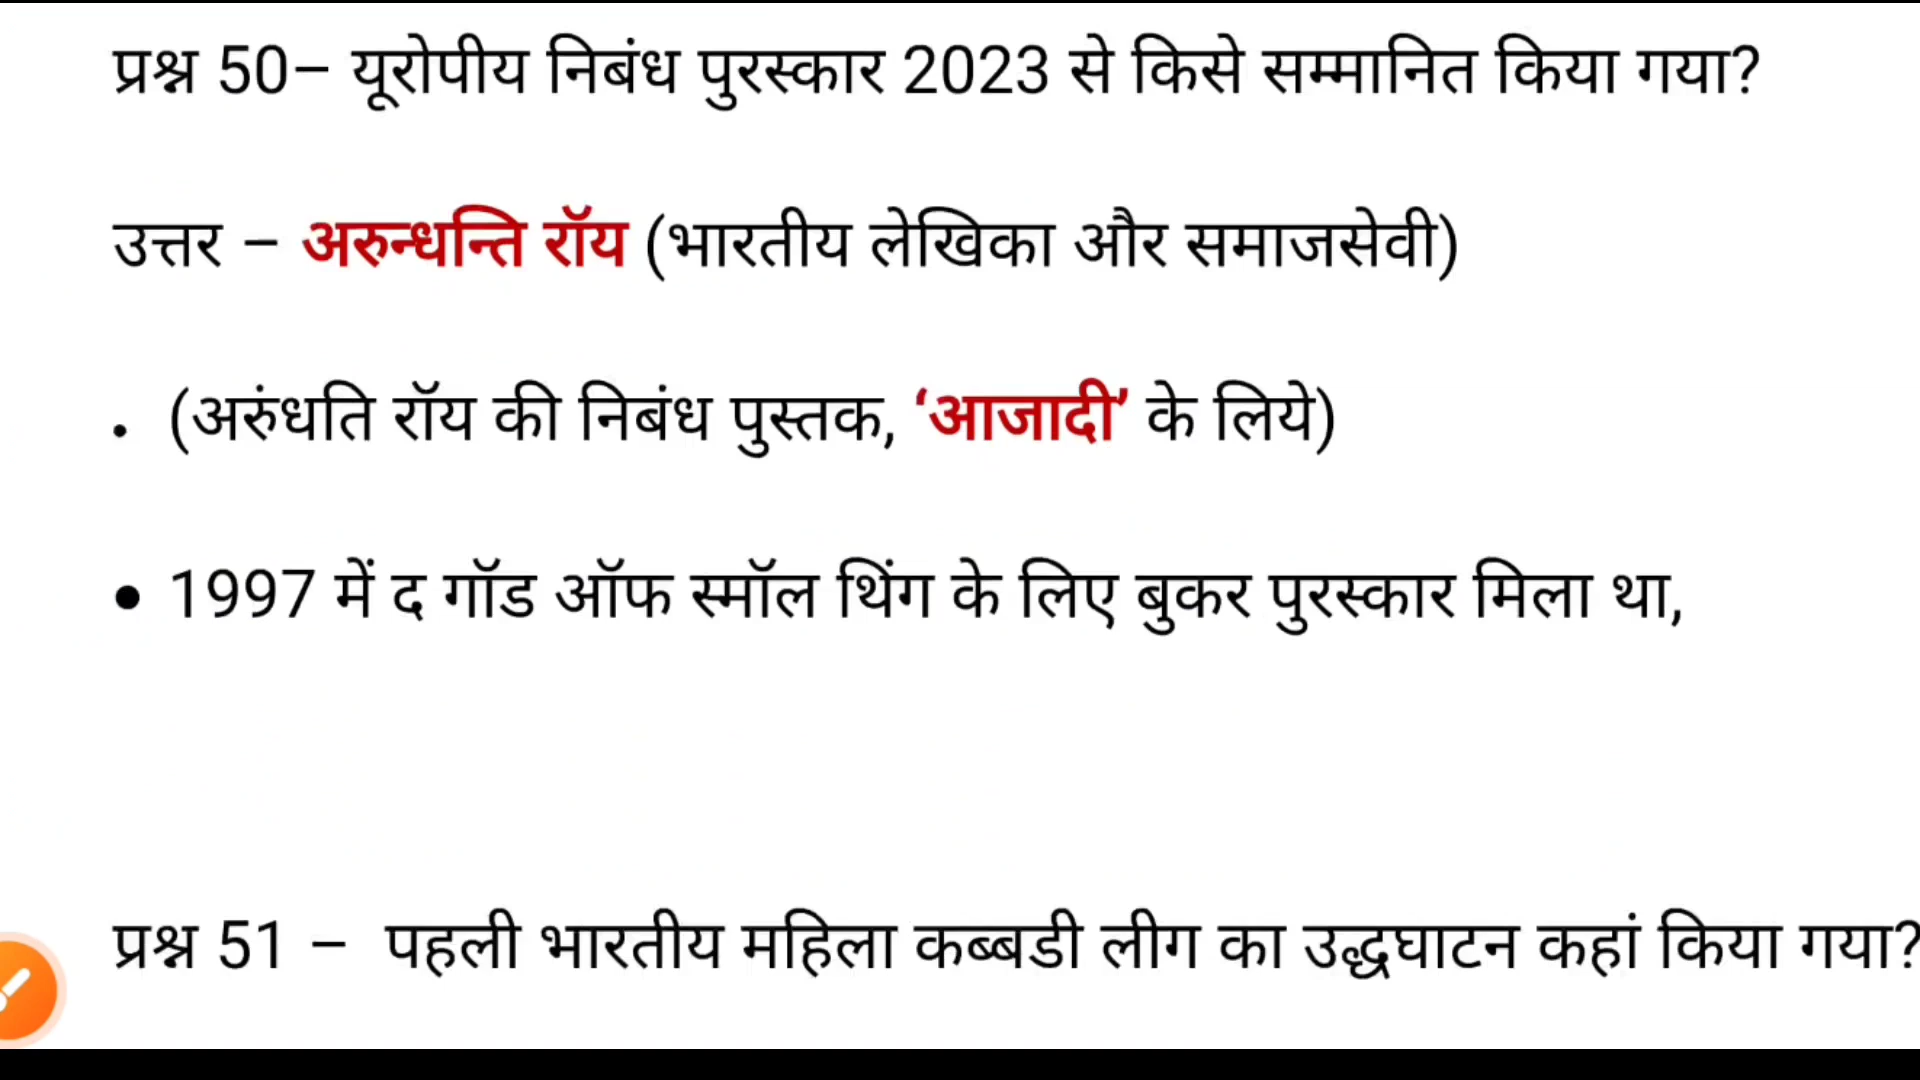 प्रश्न 50– यूरोपीय निबंध पुरस्कार 2023 से किसे सम्मानित किया गया?
उत्तर – अरुन्धन्ति रॉय (भारतीय लेखिका और समाजसेवी)
• (अरुंधति रॉय की निबंध पुस्तक, ‘आजादी’ के लिये)
• 1997 में द गॉड ऑफ स्मॉल थिंग के लिए बुकर पुरस्कार मिला था,
प्रश्न 51 – पहली भारतीय महिला कब्बडी लीग का उद्धघाटन कहां किया गया?